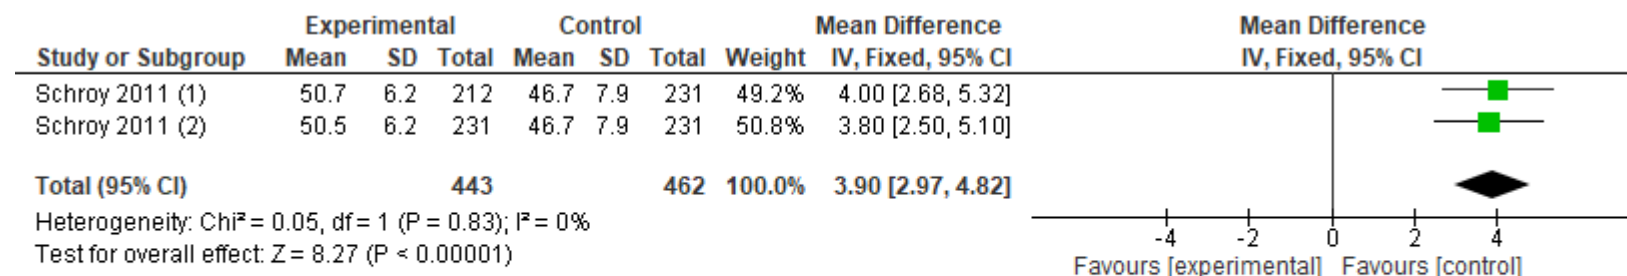 Experimental Control Mean Difference Mean Difference
Study or Subgroup Mean SD Total Mean SD Total Weight IV, Fixed, 95% CI IV, Fixed, 95% CI
Schroy 2011 (1) 50.7 6.2 212 46.7 7.9 231 49.2% 4.00 [2.68, 5.32]
Schroy 2011 (2) 50.5 6.2 231 46.7 7.9 231 50.8% 3.80 [2.50, 5.10]
Total (95% CI) 443 462 100.0% 3.90 [2.97, 4.82]
Heterogeneity: Chi² = 0.05, df = 1 (P = 0.83); I² = 0%
Test for overall effect: Z = 8.27 (P < 0.00001)
-4 -2 0 2 4
Favours [experimental] Favours [control]